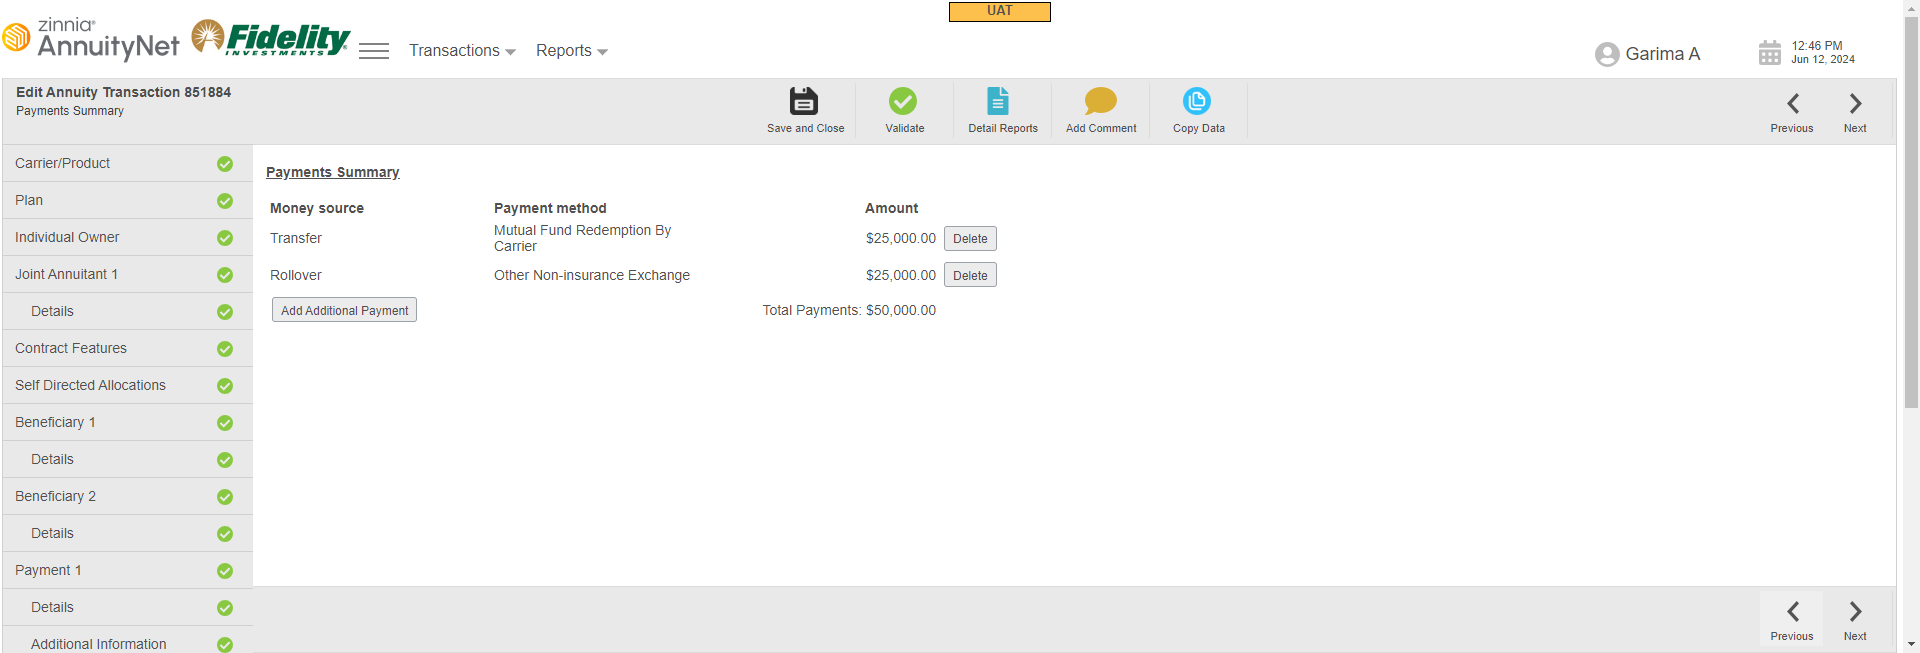 UAT
zinnia®
AnnuityNet
Fidelity
INVESTMENTS®
Transactions
Reports
Garima A
12:46 PM
Jun 12, 2024
Edit Annuity Transaction 851884
Payments Summary
Save and Close
Validate
Detail Reports
Add Comment
Copy Data
Previous
Next
Carrier/Product
Plan
Individual Owner
Joint Annuitant 1
Details
Contract Features
Self Directed Allocations
Beneficiary 1
Details
Beneficiary 2
Details
Payment 1
Details
Additional Information
Payments Summary
Money source Payment method Amount
Transfer Mutual Fund Redemption By
Carrier $25,000.00 Delete
Rollover Other Non-insurance Exchange $25,000.00 Delete
Add Additional Payment Total Payments: $50,000.00
Previous
Next